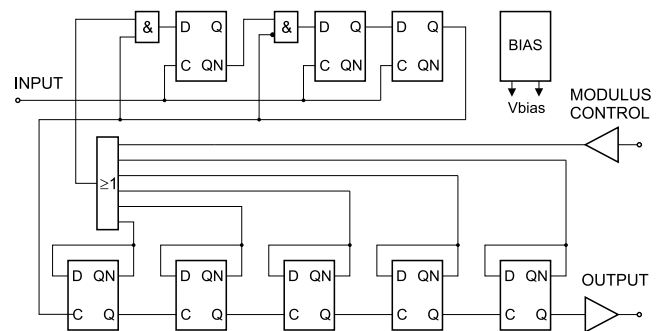 & D Q & D Q D Q
C QN C QN C QN
BIAS
Vbias
INPUT
MODULUS
CONTROL
≥1
D QN D QN D QN D QN D QN
OUTPUT
C Q C Q C Q C Q C Q